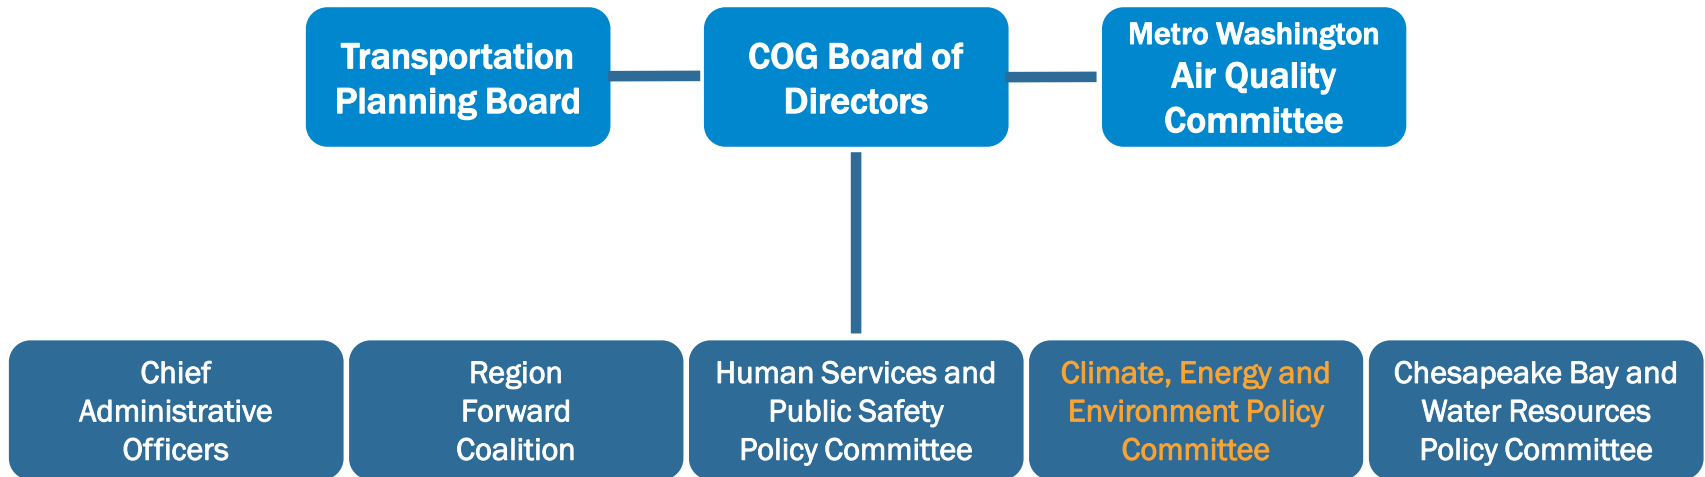 Transportation
Planning Board
COG Board of
Directors
Metro Washington
Air Quality
Committee
Chief
Administrative
Officers
Region
Forward
Coalition
Human Services and
Public Safety
Policy Committee
Climate, Energy and
Environment Policy
Committee
Chesapeake Bay and
Water Resources
Policy Committee